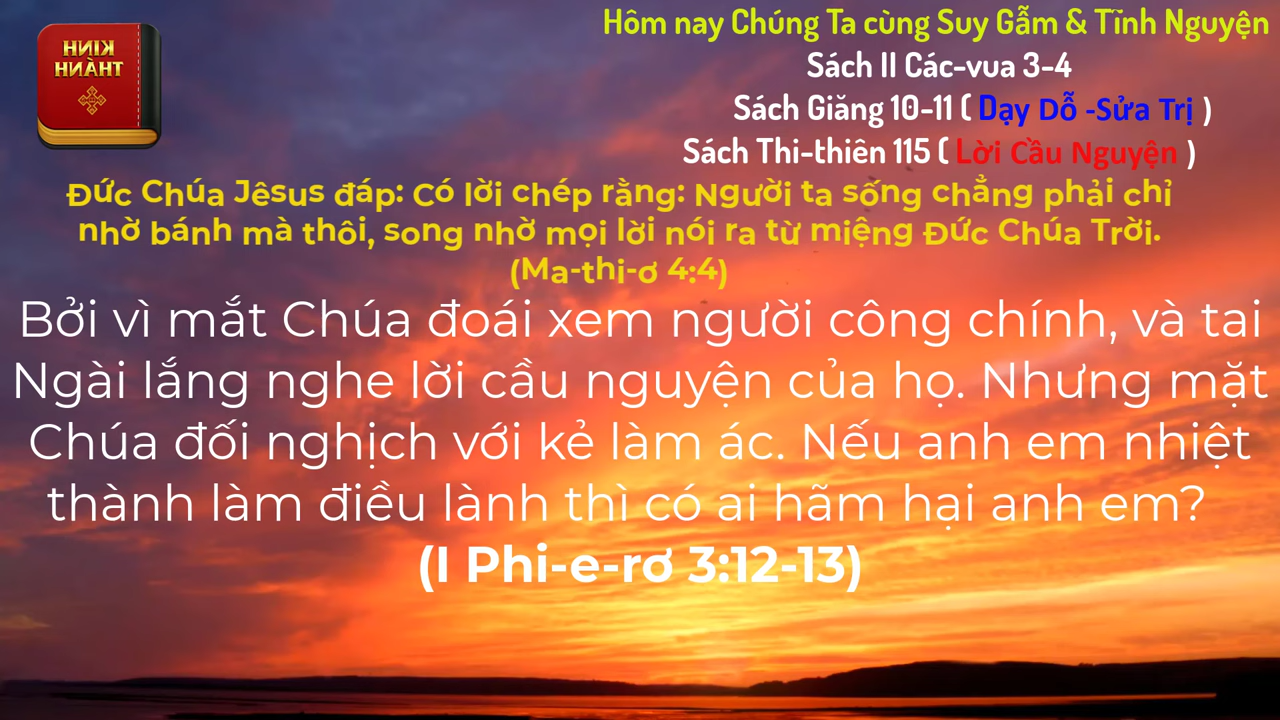 KINH
THÀNH
Hôm nay Chúng Ta cùng Suy Gẫm & Tĩnh Nguyện
Sách II Các-vua 3-4
Sách Giăng 10-11 ( Dạy Dỗ -Sửa Trị )
Sách Thi-thiên 115 ( Lời Cầu Nguyện )
Đức Chúa Jêsus đáp: Có lời chép rằng: Người ta sống chẳng phải chỉ
nhờ bánh mà thôi, song nhờ mọi lời nói ra từ miệng Đức Chúa Trời.
(Ma-thi-ơ 4:4)
Bởi vì mắt Chúa đoái xem người công chính, và tai
Ngài lắng nghe lời cầu nguyện của họ. Nhưng mặt
Chúa đối nghịch với kẻ làm ác. Nếu anh em nhiệt
thành làm điều lành thì có ai hãm hại anh em?
(I Phi-e-rơ 3:12-13)